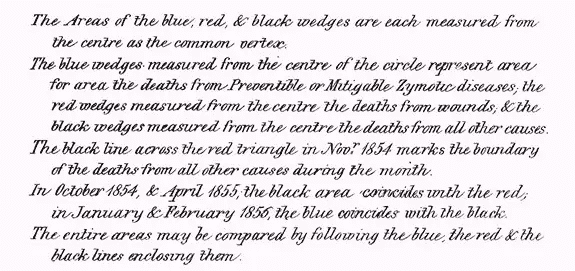 The Areas of the blue, red, & black wedges are each measured from
the centre as the common vertex.
The blue wedges measured from the centre of the circle represent area
for area the deaths from Preventible or Mitigable Zymotic diseases, the
red wedges measured from the centre the deaths from wounds, & the
black wedges measured from the centre the deaths from all other causes.
The black line across the red triangle in Novr. 1854 marks the boundary
of the deaths from all other causes during the month.
In October 1854, & April 1855, the black area coincides with the red;
in January & February 1856, the blue coincides with the black.
The entire areas may be compared by following the blue, the red & the
black lines enclosing them.